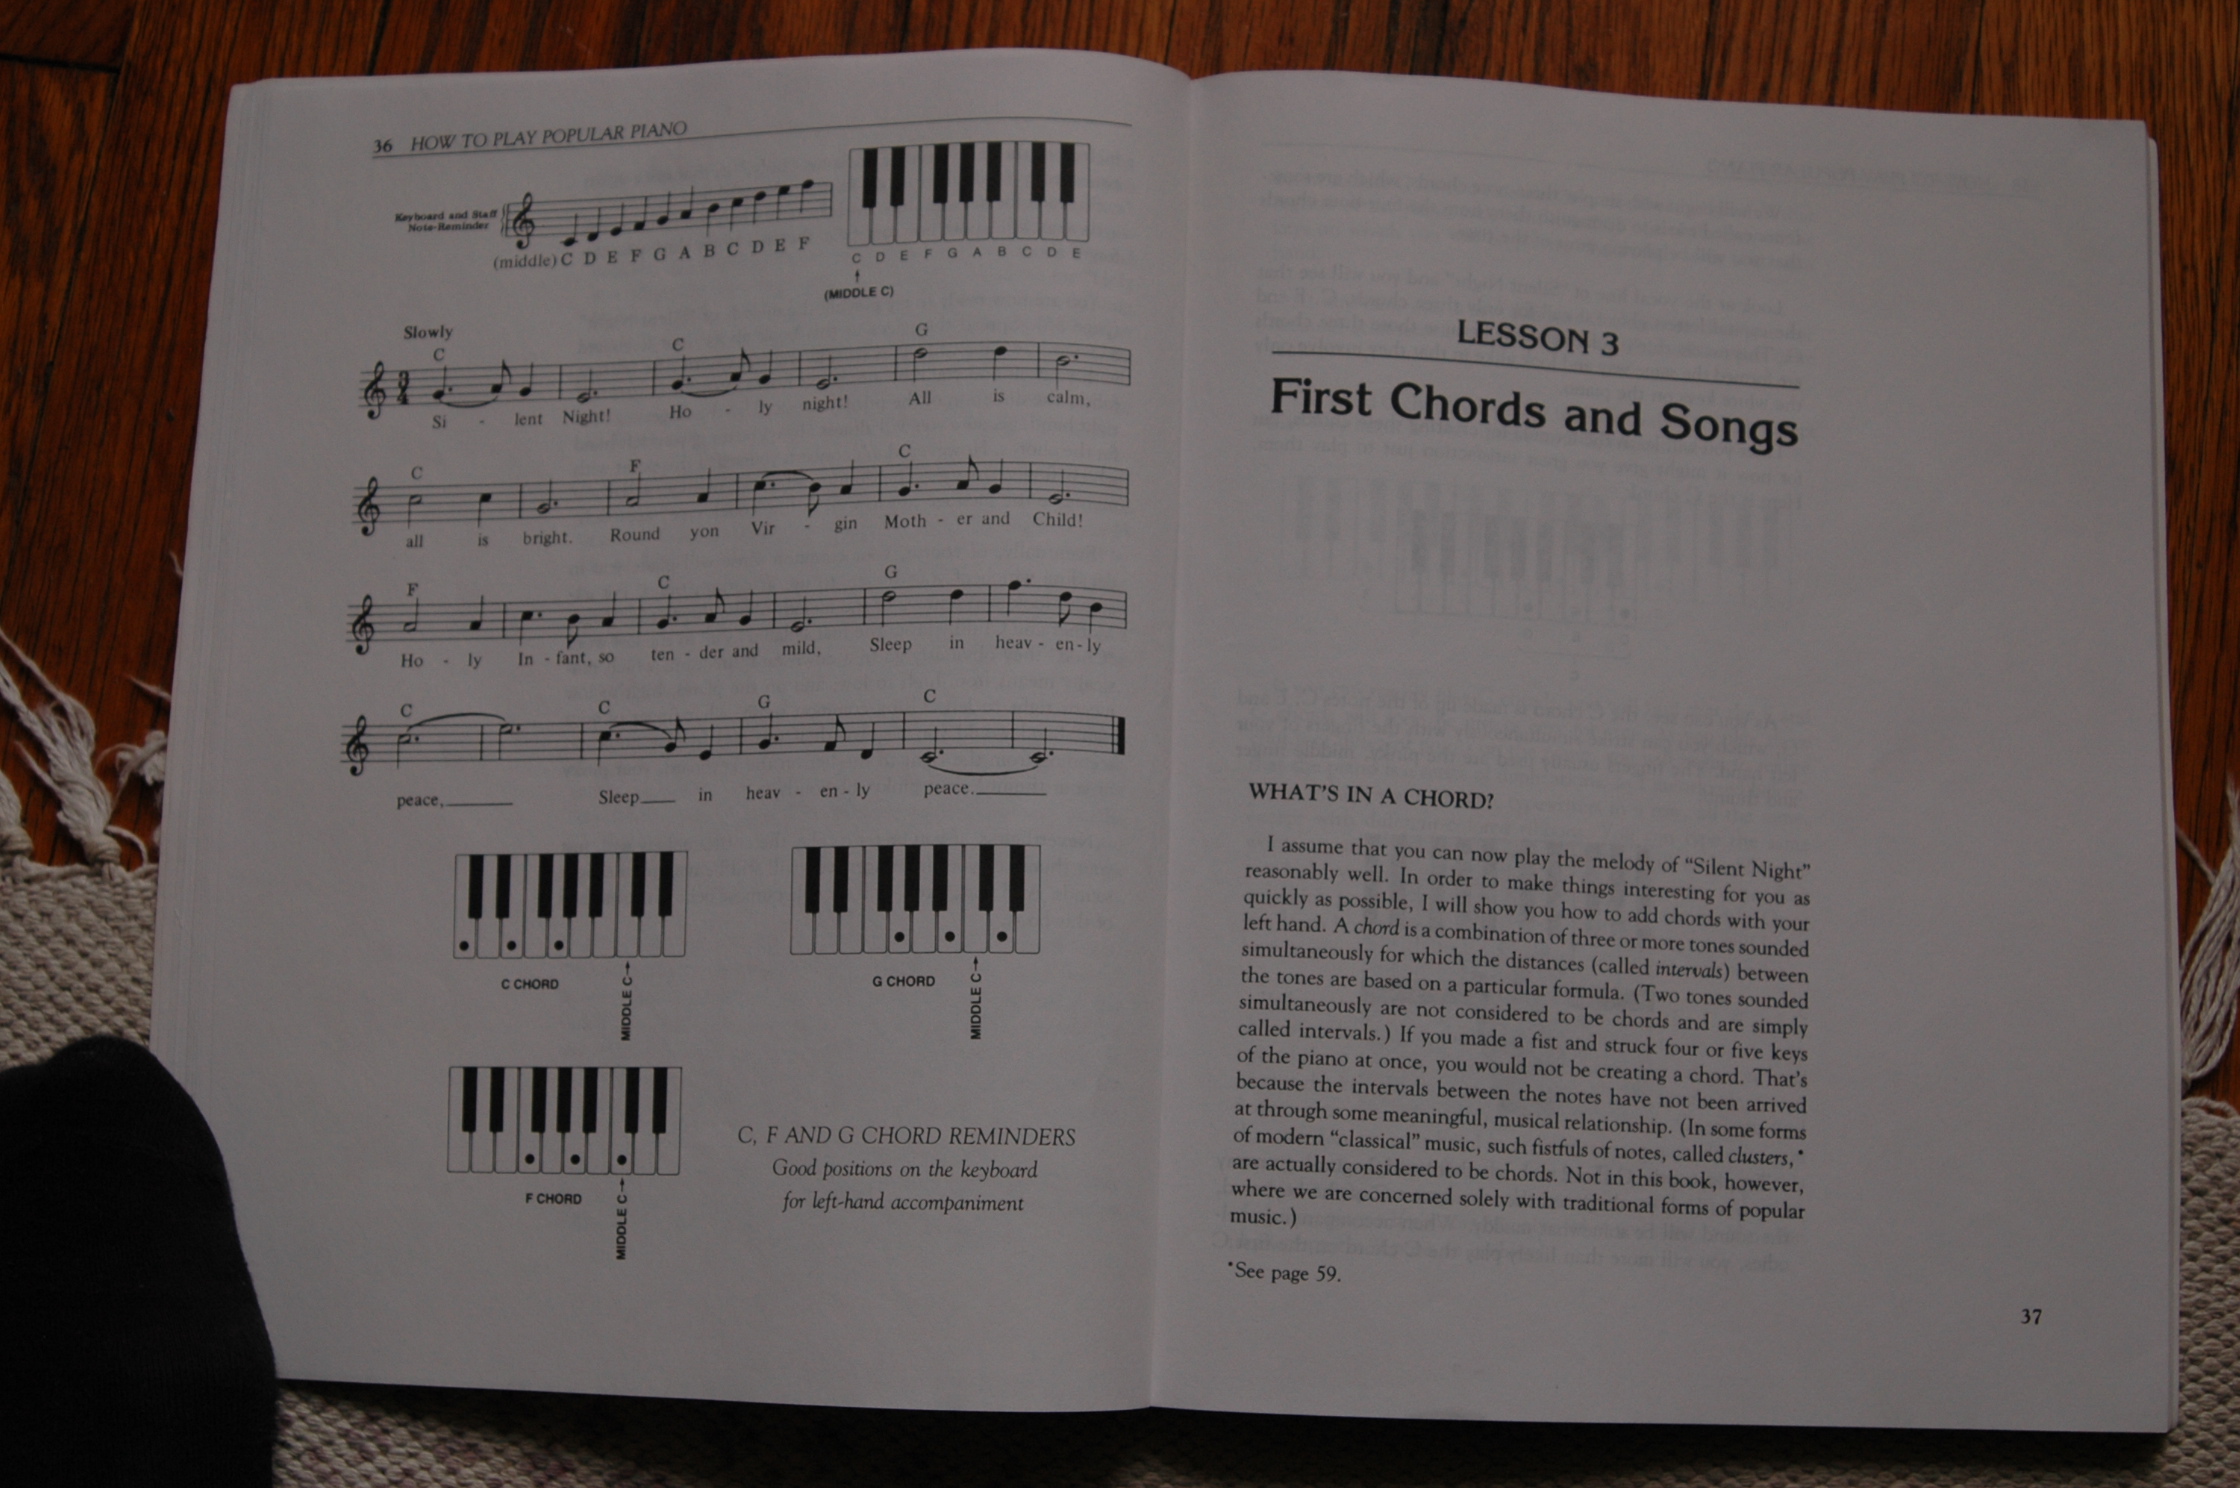 36 HOW TO PLAY POPULAR PIANO
Keyboard and Staff
Note-Reminder
(middle) C D E F G A B C D E F
C D E F G A B C D E
(MIDDLE C)
Slowly
C C G
Si - lent Night! Ho - ly night! All is calm,
C F C
all is bright. Round yon Vir - gin Moth - er and Child!
F C G
Ho - ly In - fant, so ten - der and mild, Sleep in heav - en - ly
C C G C
peace, Sleep in heav - en - ly peace.
MIDDLE C
C CHORD
MIDDLE C
G CHORD
MIDDLE C
F CHORD
C, F AND G CHORD REMINDERS
Good positions on the keyboard
for left-hand accompaniment
LESSON 3
First Chords and Songs
WHAT'S IN A CHORD?
I assume that you can now play the melody of “Silent Night”
reasonably well. In order to make things interesting for you as
quickly as possible, I will show you how to add chords with your
left hand. A chord is a combination of three or more tones sounded
simultaneously for which the distances (called intervals) between
the tones are based on a particular formula. (Two tones sounded
simultaneously are not considered to be chords and are simply
called intervals.) If you made a fist and struck four or five keys
of the piano at once, you would not be creating a chord. That's
because the intervals between the notes have not been arrived
at through some meaningful, musical relationship. (In some forms
of modern “classical” music, such fistfuls of notes, called clusters,*
are actually considered to be chords. Not in this book, however,
where we are concerned solely with traditional forms of popular
music.)
*See page 59.
37